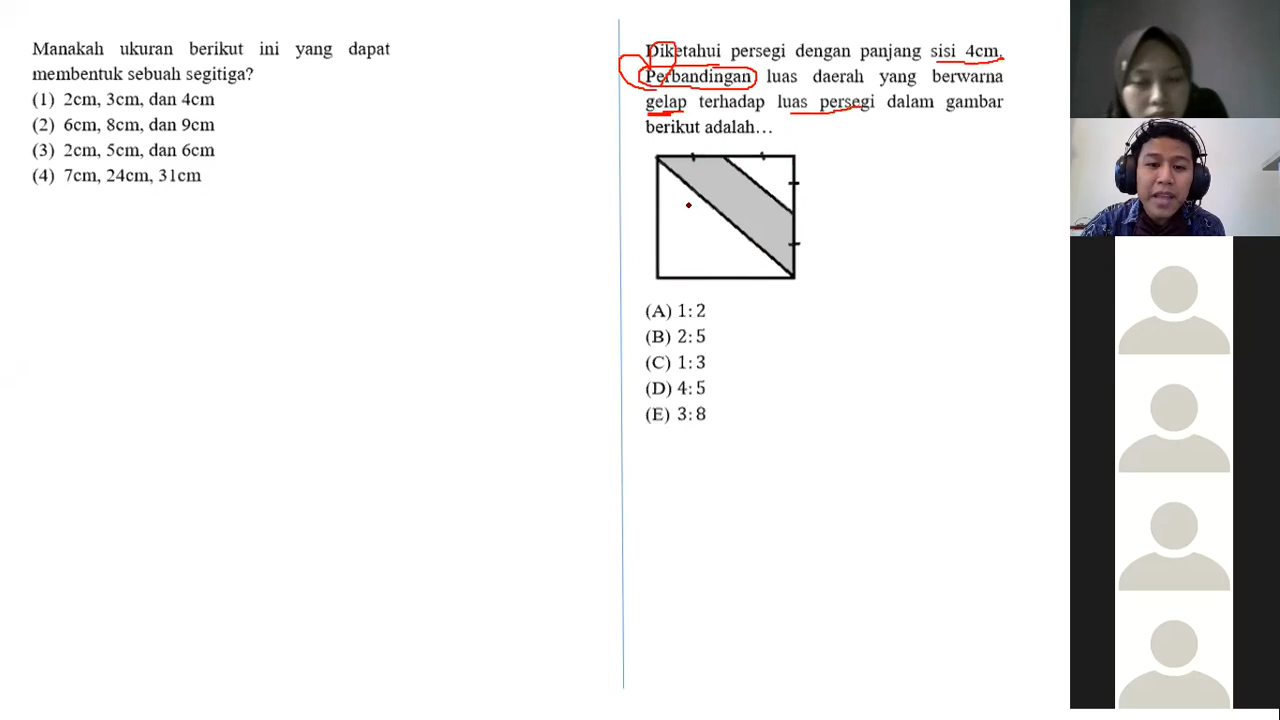 Manakah ukuran berikut ini yang dapat
membentuk sebuah segitiga?
(1) 2cm, 3cm, dan 4cm
(2) 6cm, 8cm, dan 9cm
(3) 2cm, 5cm, dan 6cm
(4) 7cm, 24cm, 31cm
Diketahui persegi dengan panjang sisi 4cm.
Perbandingan luas daerah yang berwarna
gelap terhadap luas persegi dalam gambar
berikut adalah…
(A) 1: 2
(B) 2: 5
(C) 1: 3
(D) 4: 5
(E) 3: 8